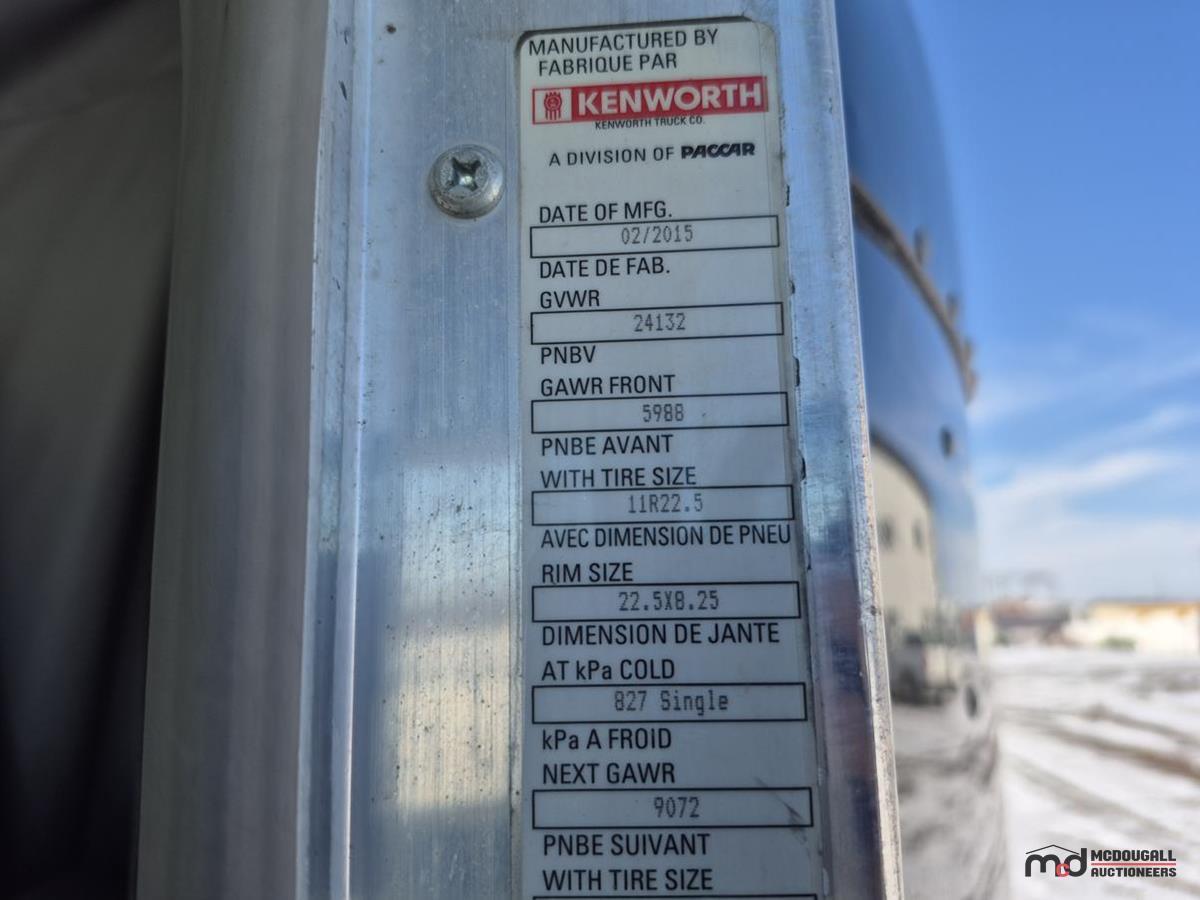 MANUFACTURED BY
FABRIQUE PAR
KENWORTH
KENWORTH TRUCK CO.
A DIVISION OF PACCAR
DATE OF MFG.
02/2015
DATE DE FAB.
GVWR
24132
PNBV
GAWR FRONT
5988
PNBE AVANT
WITH TIRE SIZE
11R22.5
AVEC DIMENSION DE PNEU
RIM SIZE
22.5X8.25
DIMENSION DE JANTE
AT kPa COLD
827 Single
kPa A FROID
NEXT GAWR
9072
PNBE SUIVANT
WITH TIRE SIZE
md MCDOUGALL
AUCTIONEERS